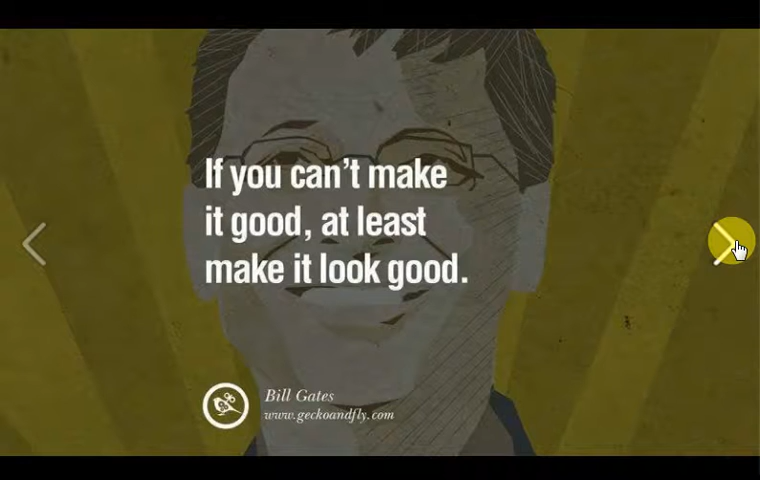 If you can't make
it good, at least
make it look good.
Bill Gates
www.geckoandfly.com